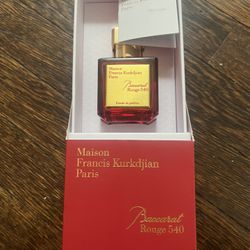 Maison
Francis Kurkdjian
Paris
Baccarat
Rouge 540
Extrait de parfum
Maison
Francis Kurkdjian
Paris
Baccarat
Rouge 540